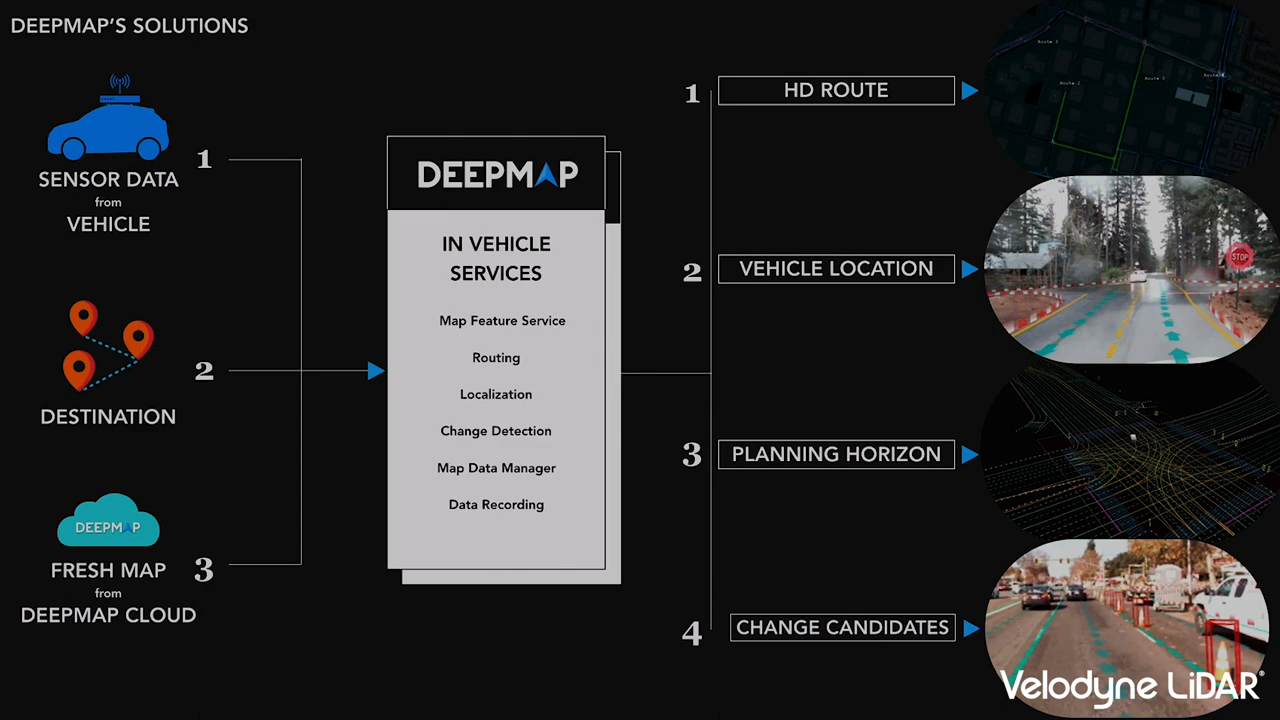 DEEPMAP'S SOLUTIONS
SENSOR DATA
from
VEHICLE
1
DESTINATION
2
DEEPMAP
FRESH MAP
from
DEEPMAP CLOUD
3
DEEPMAP
IN VEHICLE
SERVICES
Map Feature Service
Routing
Localization
Change Detection
Map Data Manager
Data Recording
1
HD ROUTE
2
VEHICLE LOCATION
STOP
3
PLANNING HORIZON
4
CHANGE CANDIDATES
Velodyne LiDAR®